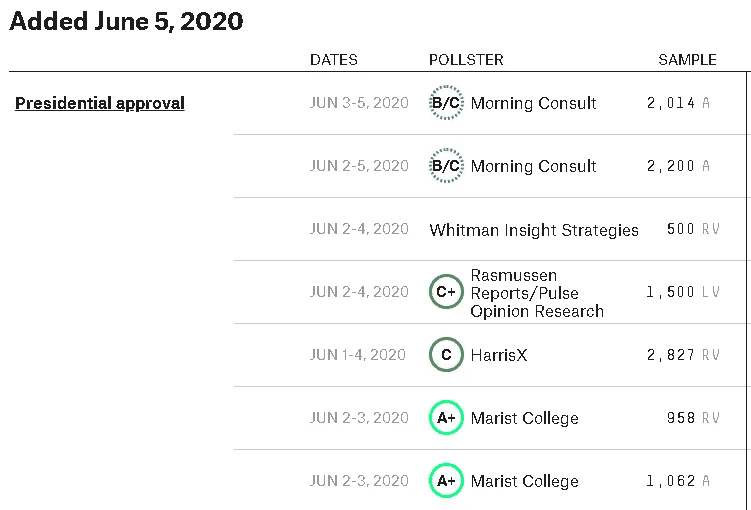 Added June 5, 2020
DATES POLLSTER SAMPLE
Presidential approval JUN 3-5, 2020 B/C Morning Consult 2,014 A
JUN 2-5, 2020 B/C Morning Consult 2,200 A
JUN 2-4, 2020 Whitman Insight Strategies 500 RV
JUN 2-4, 2020 C+ Rasmussen
Reports/Pulse
Opinion Research 1,500 LV
JUN 1-4, 2020 C HarrisX 2,827 RV
JUN 2-3, 2020 A+ Marist College 958 RV
JUN 2-3, 2020 A+ Marist College 1,062 A